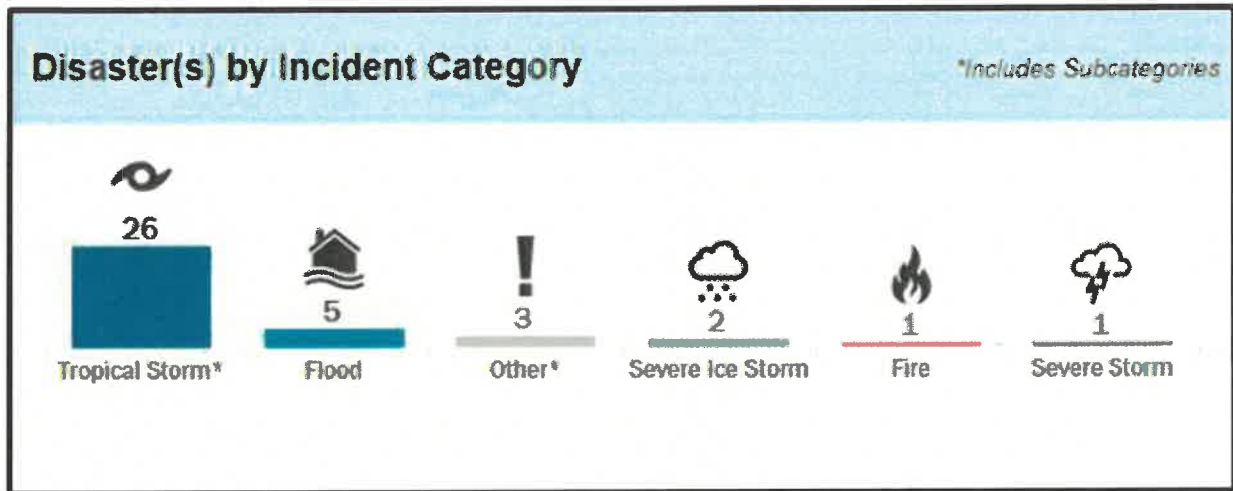 Disaster(s) by Incident Category
*Includes Subcategories
26
5
3
2
1
1
Tropical Storm*
Flood
Other*
Severe Ice Storm
Fire
Severe Storm